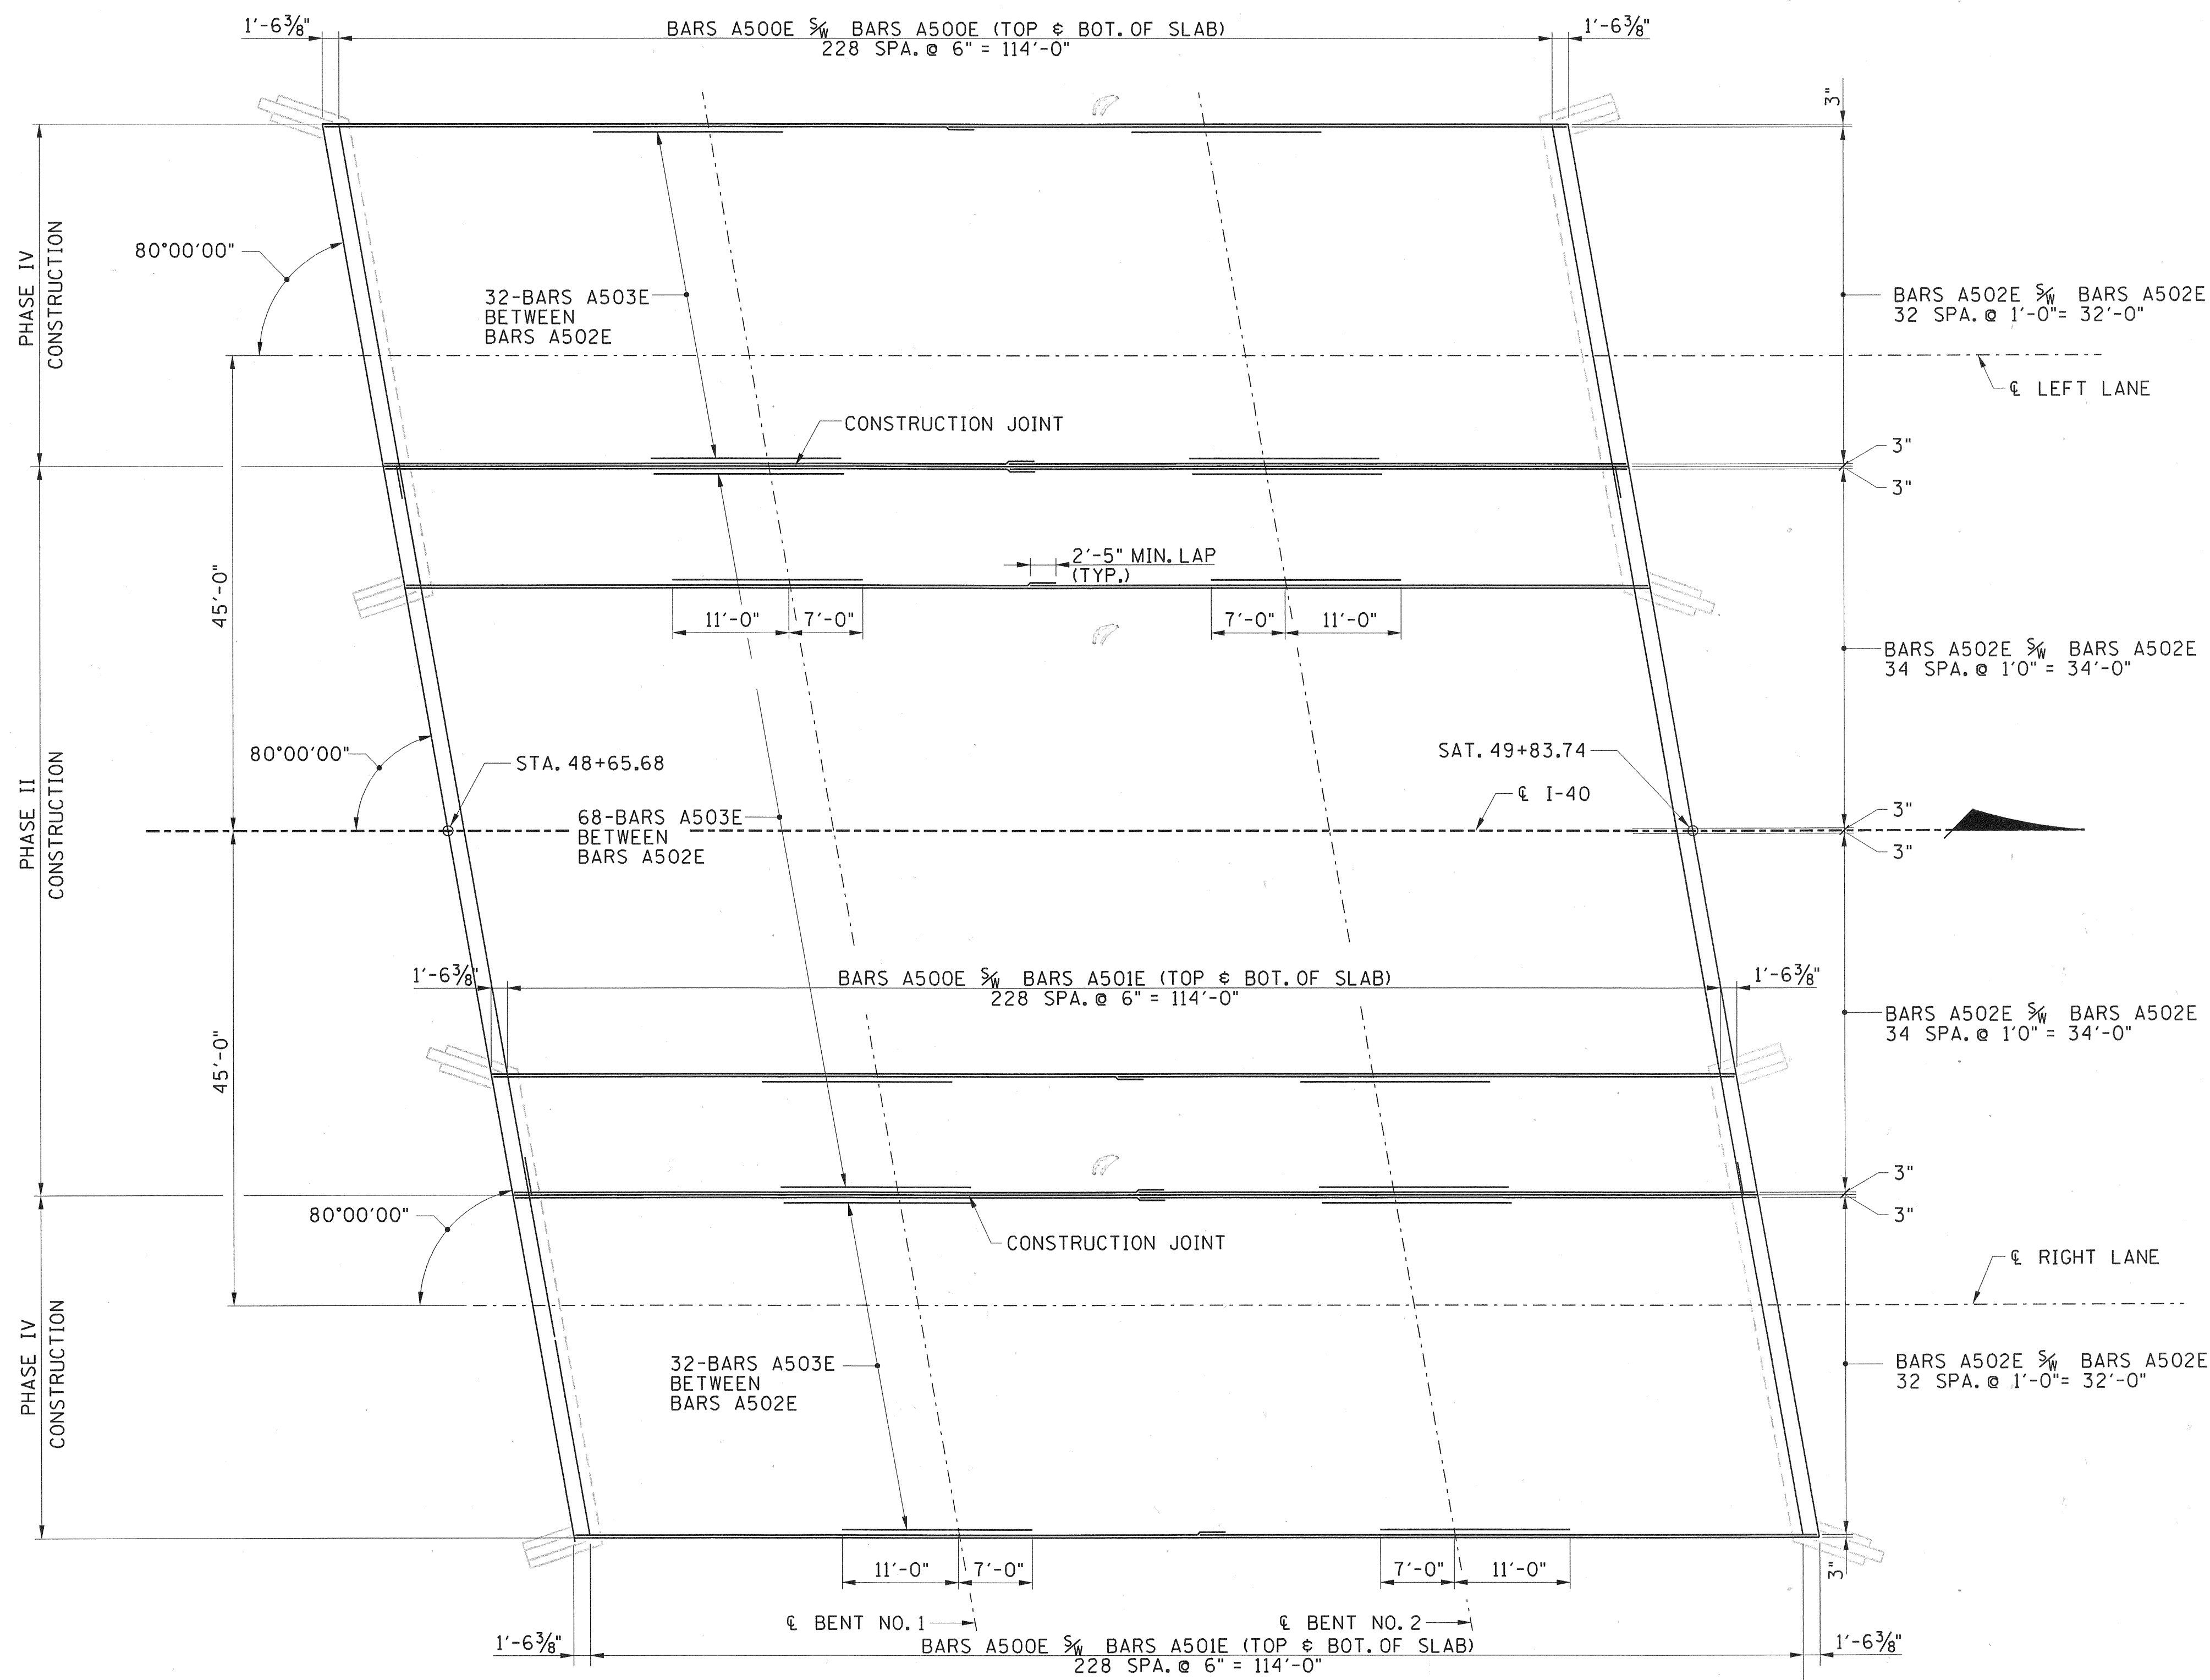 1'-6⅜"
BARS A500E S/W BARS A500E (TOP & BOT. OF SLAB)
228 SPA. @ 6" = 114'-0"
1'-6⅜"
3"
PHASE IV
CONSTRUCTION
80°00'00"
32-BARS A503E
BETWEEN
BARS A502E
BARS A502E S/W BARS A502E
32 SPA. @ 1'-0"= 32'-0"
℄ LEFT LANE
CONSTRUCTION JOINT
3"
3"
2'-5" MIN. LAP
(TYP.)
45'-0"
11'-0"
7'-0"
7'-0"
11'-0"
BARS A502E S/W BARS A502E
34 SPA. @ 1'0" = 34'-0"
80°00'00"
STA. 48+65.68
SAT. 49+83.74
℄ I-40
PHASE II
CONSTRUCTION
68-BARS A503E
BETWEEN
BARS A502E
3"
3"
1'-6⅜"
BARS A500E S/W BARS A501E (TOP & BOT. OF SLAB)
228 SPA. @ 6" = 114'-0"
1'-6⅜"
BARS A502E S/W BARS A502E
34 SPA. @ 1'0" = 34'-0"
45'-0"
3"
3"
80°00'00"
CONSTRUCTION JOINT
℄ RIGHT LANE
PHASE IV
CONSTRUCTION
32-BARS A503E
BETWEEN
BARS A502E
BARS A502E S/W BARS A502E
32 SPA. @ 1'-0"= 32'-0"
11'-0"
7'-0"
7'-0"
11'-0"
3"
℄ BENT NO. 1
℄ BENT NO. 2
1'-6⅜"
BARS A500E S/W BARS A501E (TOP & BOT. OF SLAB)
228 SPA. @ 6" = 114'-0"
1'-6⅜"